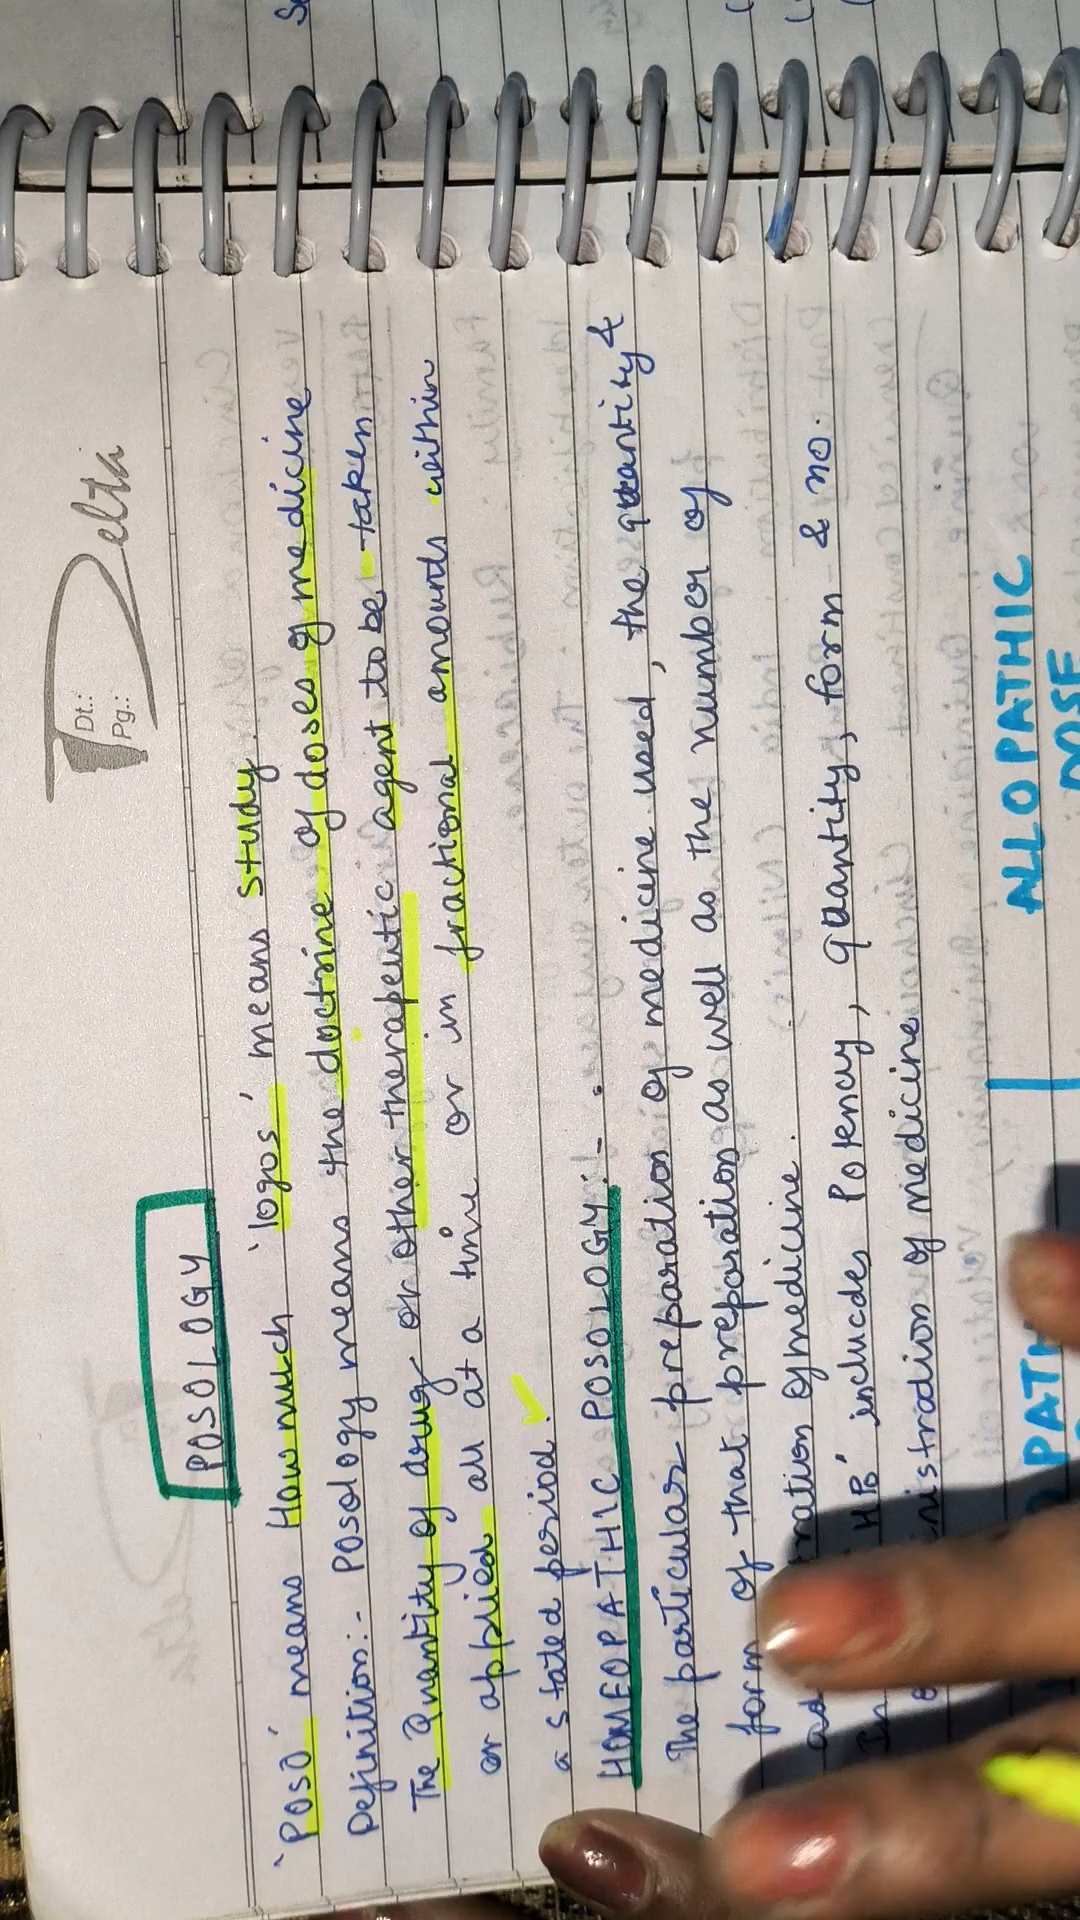 Delta
Dt.:
Pg.:
POSOLOGY
'POSO' means How much 'logos' means study.
Definition:- Posology means the doctrine of doses of medicine
The Quantity of drug or other therapeutic agent to be taken
or applied all at a time or in fractional amounts within
a stated period.
HOMEOPATHIC POSOLOGY:-
The particular preparation of medicine used, the quantity &
form of that preparation as well as the number of
of medicine.
In 'HP' includes Potency, quantity, form & no.
of medicine
ALLOPATHIC
DOSE